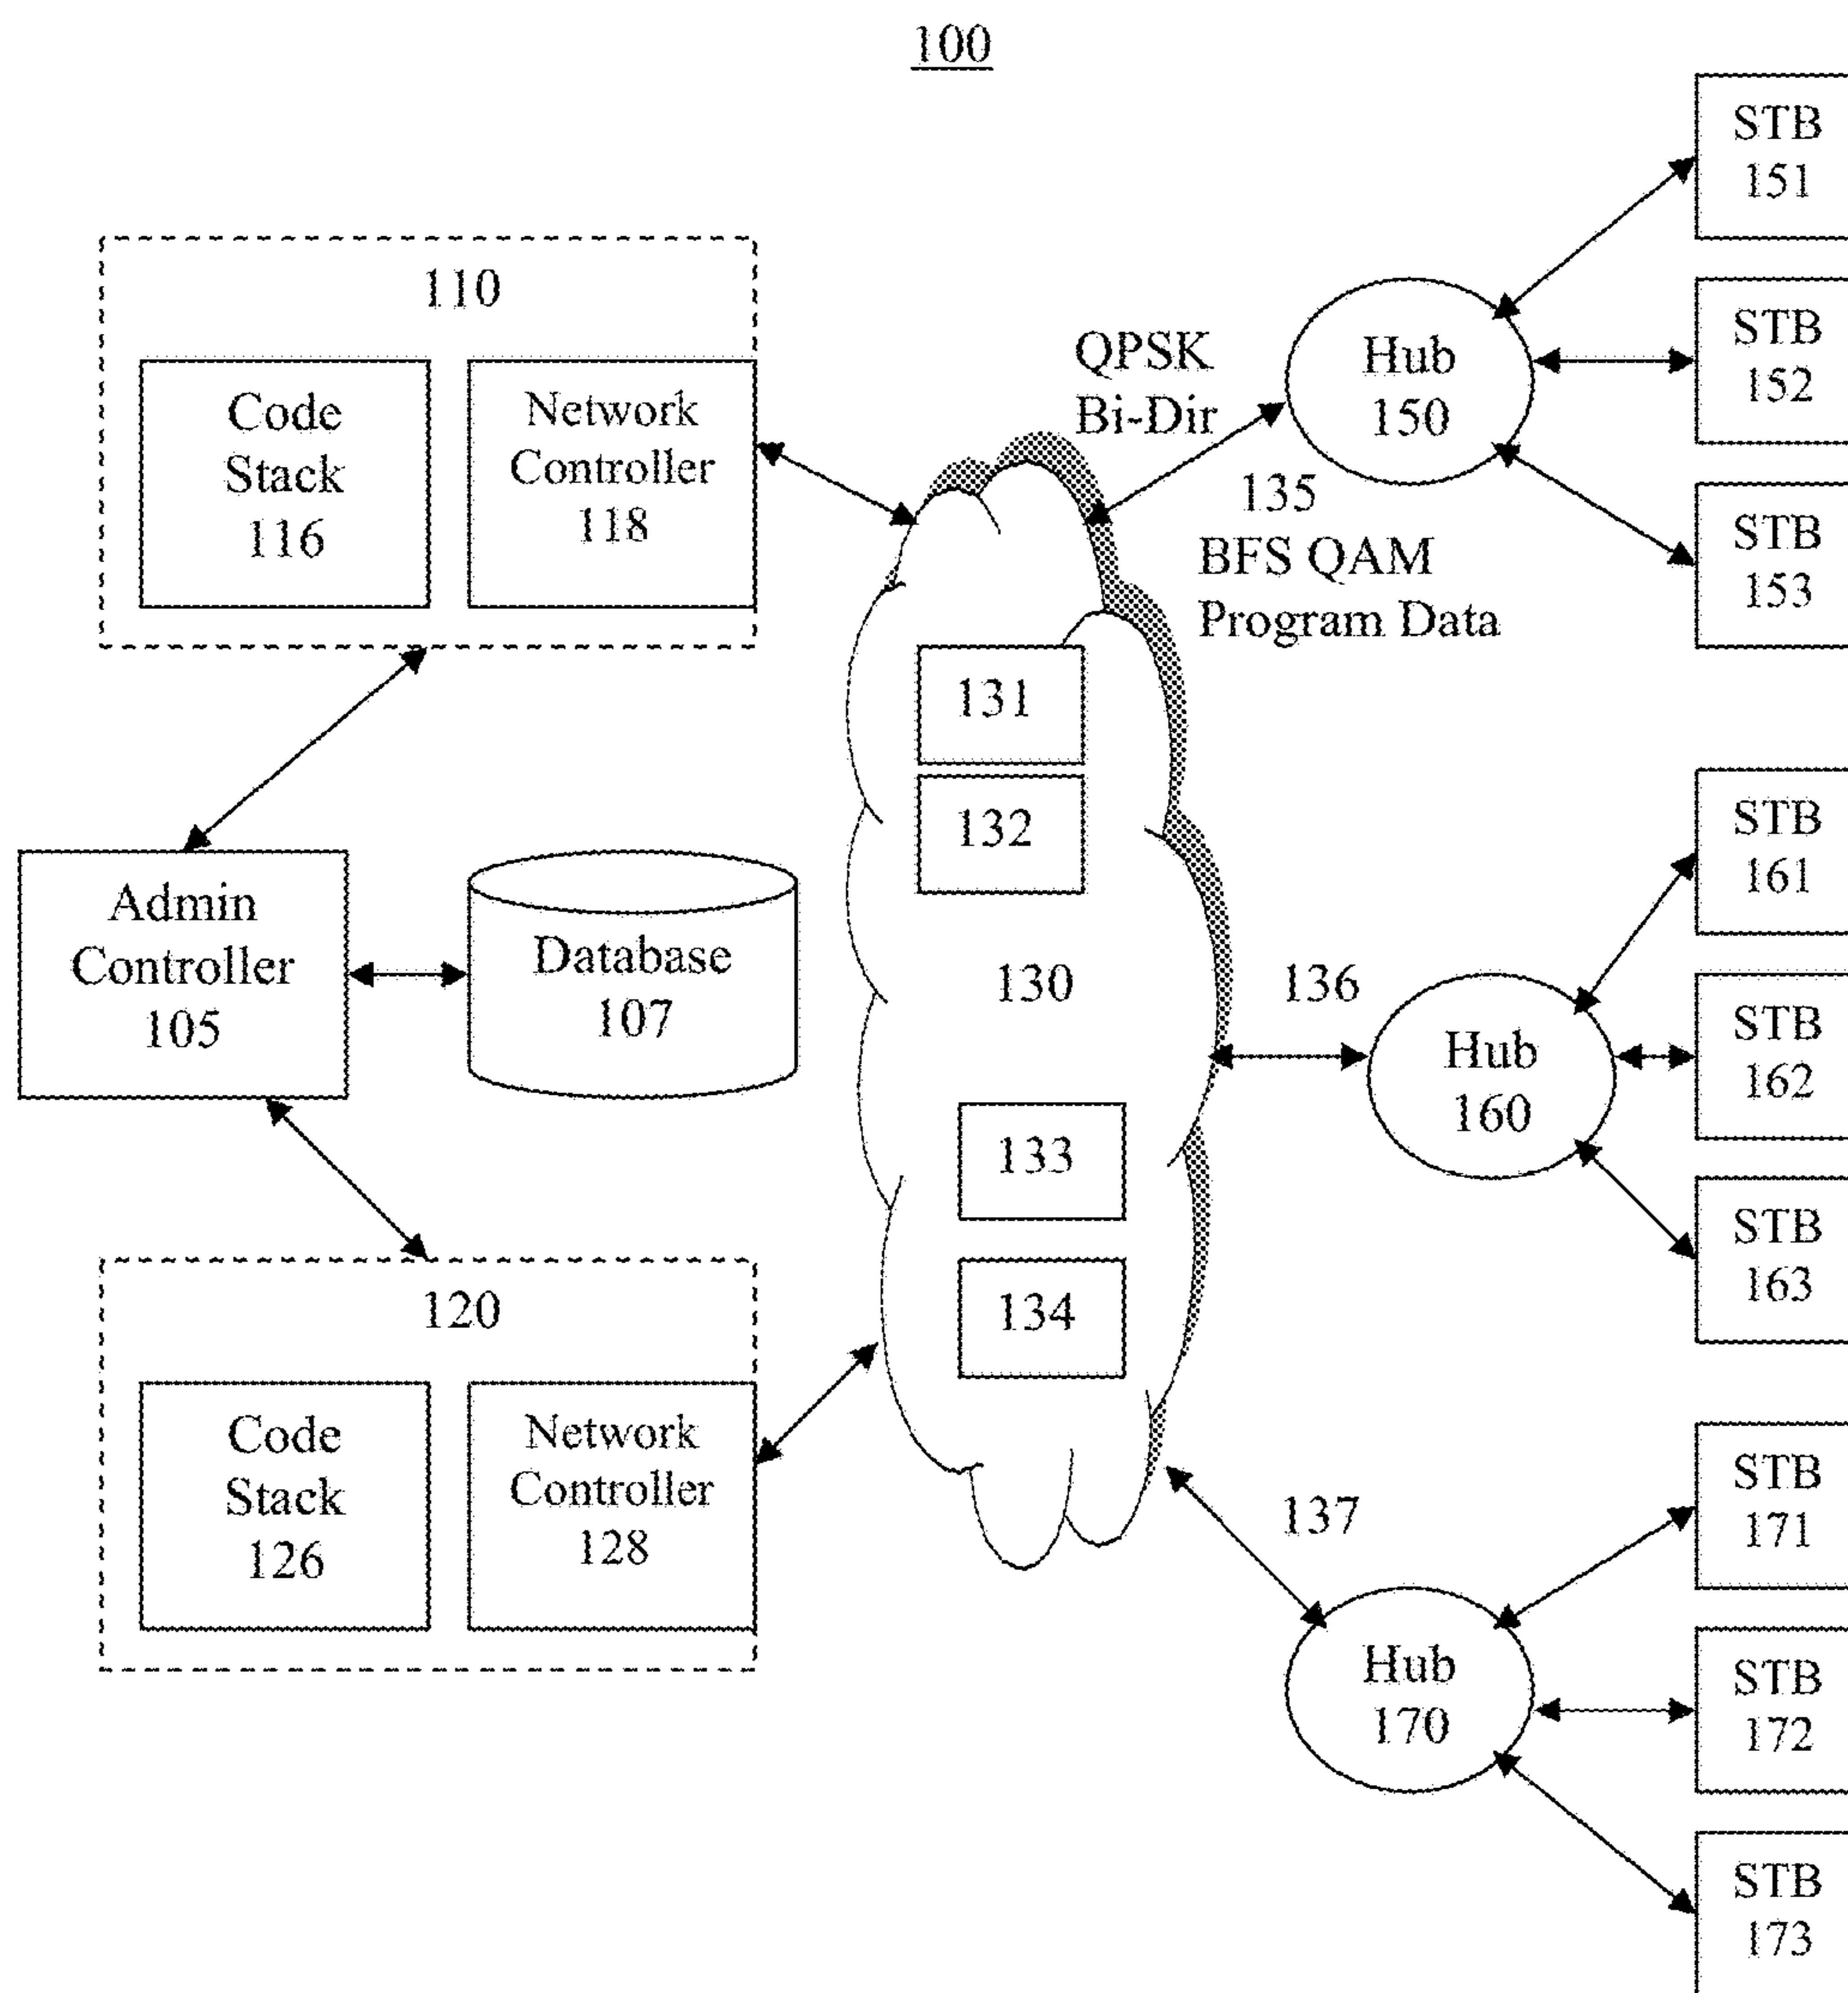 100
110
Code
Stack
116
Network
Controller
118
Admin
Controller
105
Database
107
120
Code
Stack
126
Network
Controller
128
131
132
130
133
134
QPSK
Bi-Dir
135
BFS QAM
Program Data
136
137
Hub
150
Hub
160
Hub
170
STB
151
STB
152
STB
153
STB
161
STB
162
STB
163
STB
171
STB
172
STB
173